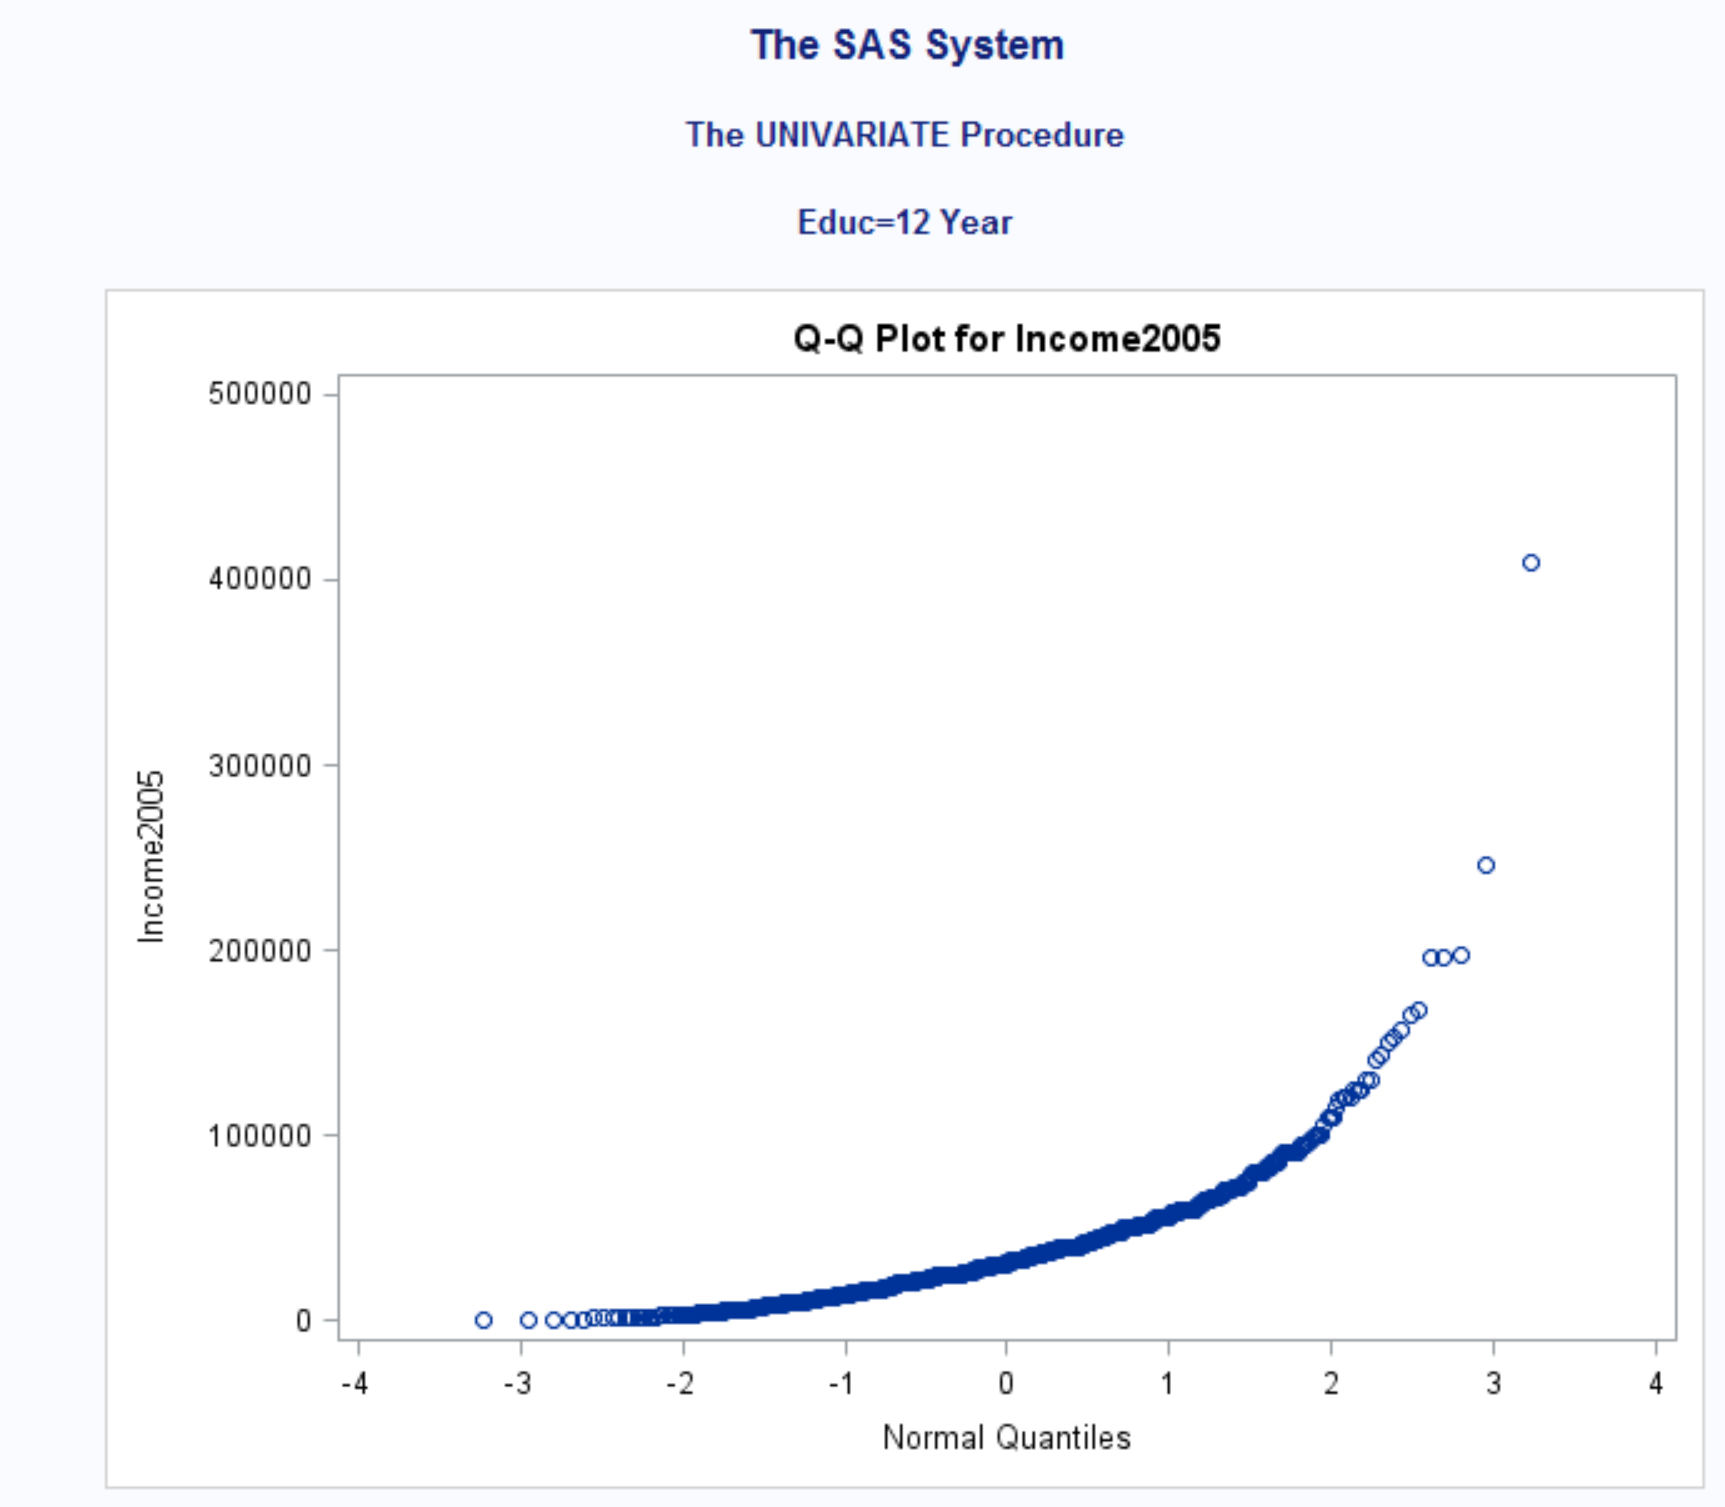 The SAS System
The UNIVARIATE Procedure
Educ=12 Year
Q-Q Plot for Income2005
500000
400000
300000
200000
100000
0
Income2005
-4 -3 -2 -1 0 1 2 3 4
Normal Quantiles